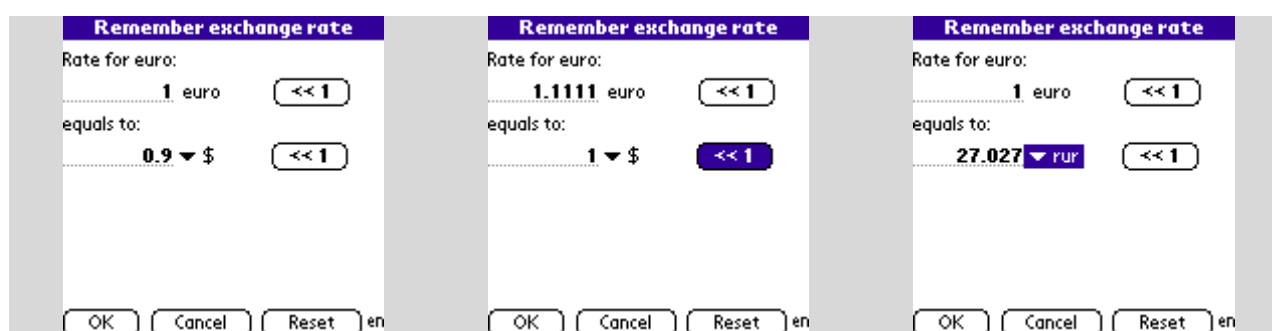 Remember exchange rate
Rate for euro:
1 euro << 1
equals to:
0.9 $ << 1
OK Cancel Reset en
Remember exchange rate
Rate for euro:
1.1111 euro << 1
equals to:
1 $ << 1
OK Cancel Reset en
Remember exchange rate
Rate for euro:
1 euro << 1
equals to:
27.027 rur << 1
OK Cancel Reset en